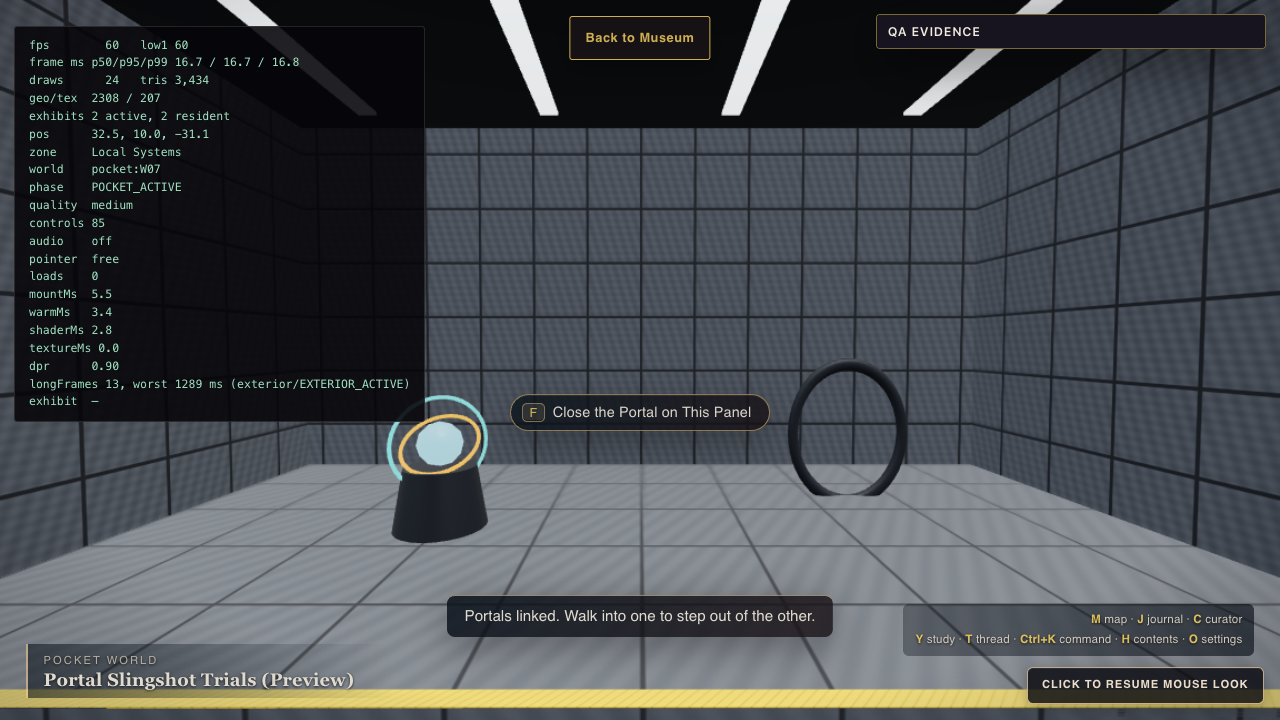 fps 60 low1 60
frame ms p50/p95/p99 16.7 / 16.7 / 16.8
draws 24 tris 3,434
geo/tex 2308 / 207
exhibits 2 active, 2 resident
pos 32.5, 10.0, −31.1
zone Local Systems
world pocket:W07
phase POCKET_ACTIVE
quality medium
controls 85
audio off
pointer free
loads 0
mountMs 5.5
warmMs 3.4
shaderMs 2.8
textureMs 0.0
dpr 0.90
longFrames 13, worst 1289 ms (exterior/EXTERIOR_ACTIVE)
exhibit —
Back to Museum
QA EVIDENCE
F Close the Portal on This Panel
Portals linked. Walk into one to step out of the other.
M map · J journal · C curator
Y study · T thread · Ctrl+K command · H contents · O settings
POCKET WORLD
Portal Slingshot Trials (Preview)
CLICK TO RESUME MOUSE LOOK